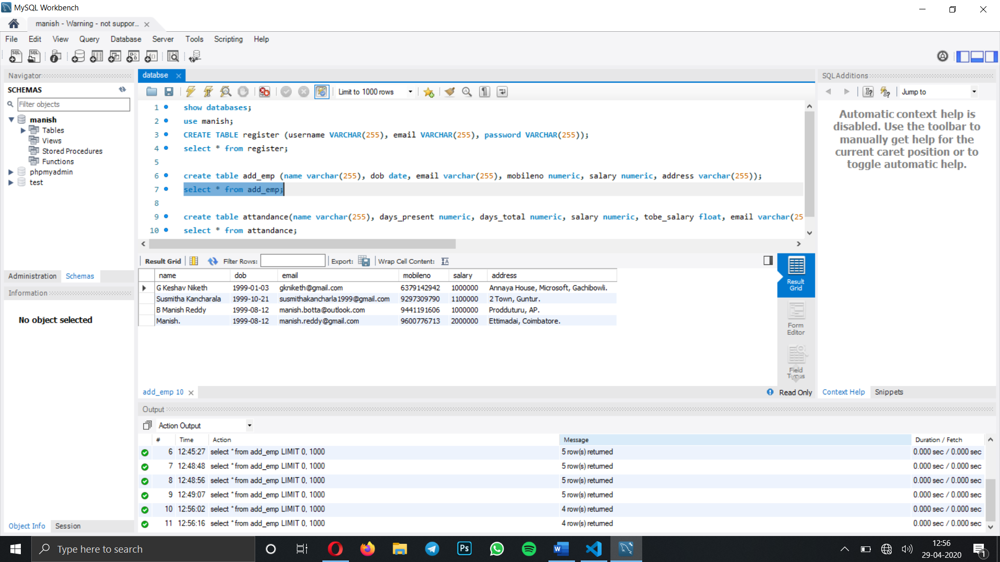 MySQL Workbench
manish - Warning - not suppor...
File Edit View Query Database Server Tools Scripting Help
Navigator
SCHEMAS
Filter objects
manish
Tables
Views
Stored Procedures
Functions
phpmyadmin
test
Administration Schemas
Information
No object selected
Object Info Session
databse
Limit to 1000 rows
1 show databases;
2 use manish;
3 CREATE TABLE register (username VARCHAR(255), email VARCHAR(255), password VARCHAR(255));
4 select * from register;
5
6 create table add_emp (name varchar(255), dob date, email varchar(255), mobileno numeric, salary numeric, address varchar(255));
7 select * from add_emp;
8
9 create table attandance(name varchar(255), days_present numeric, days_total numeric, salary numeric, tobe_salary float, email varchar(25
10 select * from attandance;
Result Grid Filter Rows: Export: Wrap Cell Content:
name dob email mobileno salary address
G Keshav Niketh 1999-01-03 gkniketh@gmail.com 6379142942 1000000 Annaya House, Microsoft, Gachibowli.
Susmitha Kancharala 1999-10-21 susmithakancharla1999@gmail.com 9297309790 1100000 2 Town, Guntur.
B Manish Reddy 1999-08-12 manish.botta@outlook.com 9441191606 1000000 Prodduturu, AP.
Manish. 1999-08-12 manish.reddy@gmail.com 9600776713 2000000 Ettimadai, Coimbatore.
Result
Grid
Form
Editor
Field
Types
add_emp 10
Read Only
SQLAdditions
Jump to
Automatic context help is
disabled. Use the toolbar to
manually get help for the
current caret position or to
toggle automatic help.
Context Help Snippets
Output
Action Output
# Time Action Message Duration / Fetch
6 12:45:27 select * from add_emp LIMIT 0, 1000 5 row(s) returned 0.000 sec / 0.000 sec
7 12:48:48 select * from add_emp LIMIT 0, 1000 5 row(s) returned 0.000 sec / 0.000 sec
8 12:48:56 select * from add_emp LIMIT 0, 1000 5 row(s) returned 0.000 sec / 0.000 sec
9 12:49:07 select * from add_emp LIMIT 0, 1000 5 row(s) returned 0.000 sec / 0.000 sec
10 12:56:02 select * from add_emp LIMIT 0, 1000 4 row(s) returned 0.000 sec / 0.000 sec
11 12:56:16 select * from add_emp LIMIT 0, 1000 4 row(s) returned 0.000 sec / 0.000 sec
Type here to search
Ps
12:56
29-04-2020
1